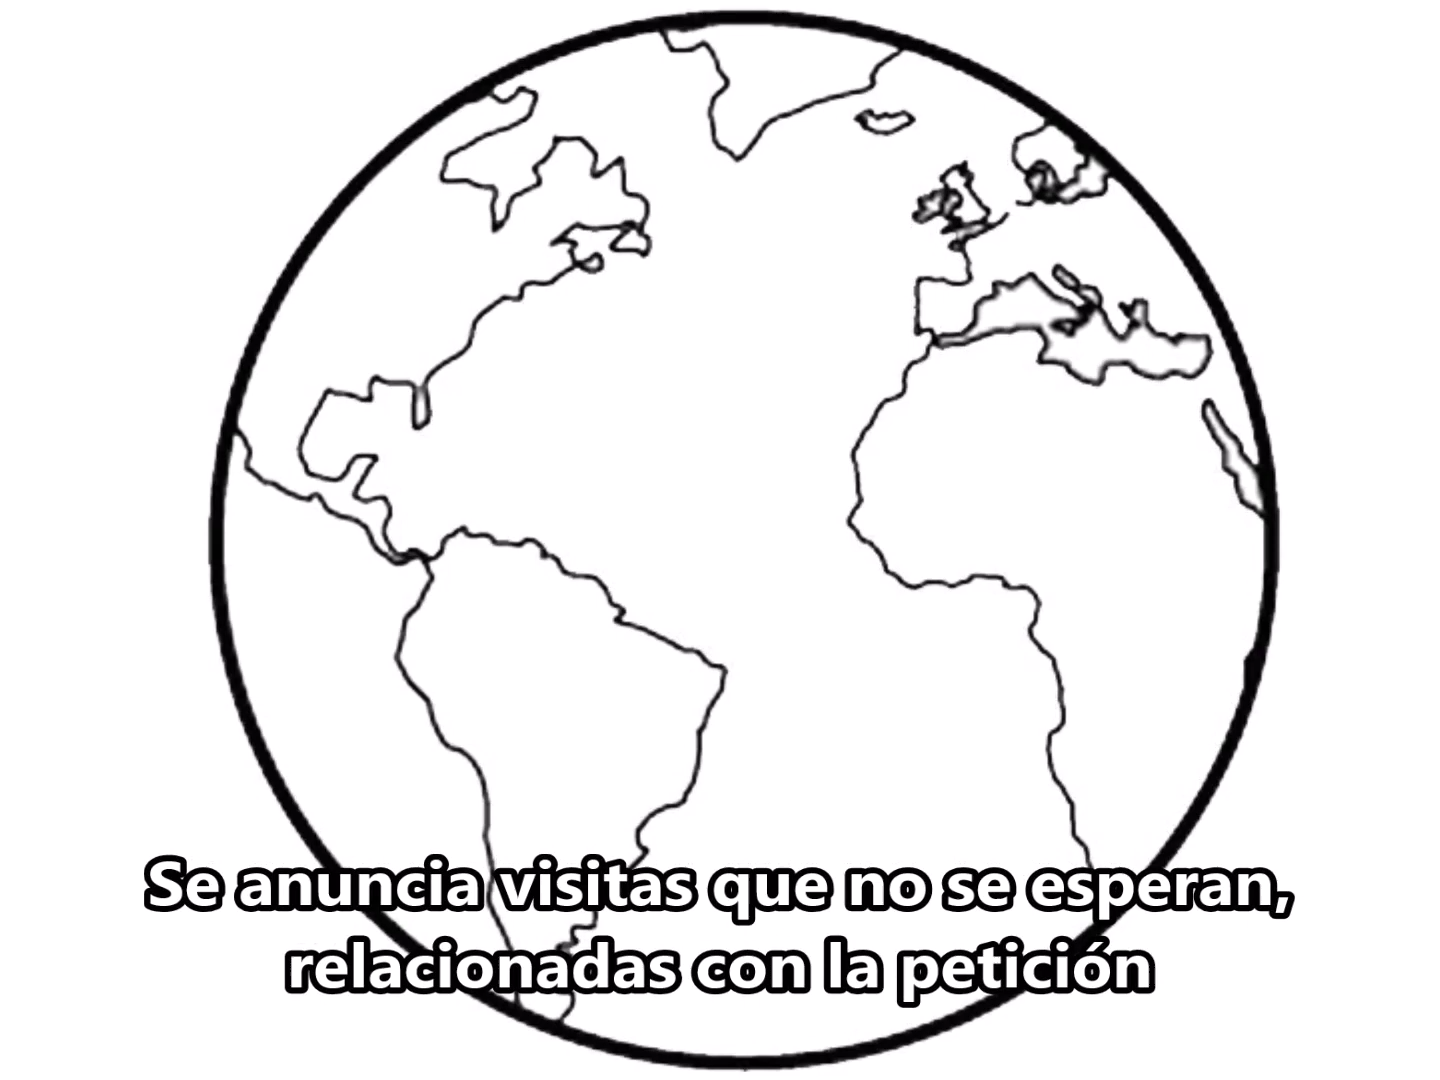 Se anuncia visitas que no se esperan,
relacionadas con la petición